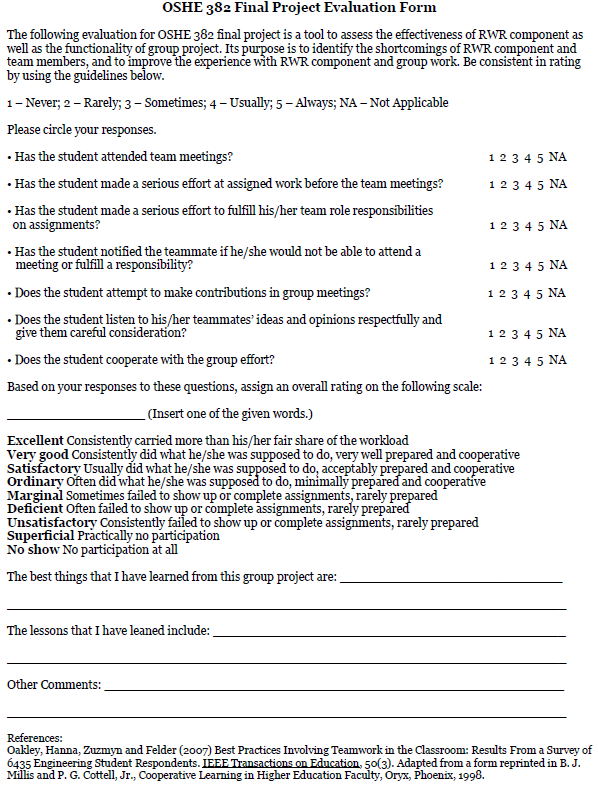 OSHE 382 Final Project Evaluation Form
The following evaluation for OSHE 382 final project is a tool to assess the effectiveness of RWR component as
well as the functionality of group project. Its purpose is to identify the shortcomings of RWR component and
team members, and to improve the experience with RWR component and group work. Be consistent in rating
by using the guidelines below.
1 – Never; 2 – Rarely; 3 – Sometimes; 4 – Usually; 5 – Always; NA – Not Applicable
Please circle your responses.
• Has the student attended team meetings? 1 2 3 4 5 NA
• Has the student made a serious effort at assigned work before the team meetings? 1 2 3 4 5 NA
• Has the student made a serious effort to fulfill his/her team role responsibilities
on assignments? 1 2 3 4 5 NA
• Has the student notified the teammate if he/she would not be able to attend a
meeting or fulfill a responsibility? 1 2 3 4 5 NA
• Does the student attempt to make contributions in group meetings? 1 2 3 4 5 NA
• Does the student listen to his/her teammates' ideas and opinions respectfully and
give them careful consideration? 1 2 3 4 5 NA
• Does the student cooperate with the group effort? 1 2 3 4 5 NA
Based on your responses to these questions, assign an overall rating on the following scale:
____________________ (Insert one of the given words.)
Excellent Consistently carried more than his/her fair share of the workload
Very good Consistently did what he/she was supposed to do, very well prepared and cooperative
Satisfactory Usually did what he/she was supposed to do, acceptably prepared and cooperative
Ordinary Often did what he/she was supposed to do, minimally prepared and cooperative
Marginal Sometimes failed to show up or complete assignments, rarely prepared
Deficient Often failed to show up or complete assignments, rarely prepared
Unsatisfactory Consistently failed to show up or complete assignments, rarely prepared
Superficial Practically no participation
No show No participation at all
The best things that I have learned from this group project are: ________________________________
The lessons that I have leaned include: ________________________________
Other Comments: ________________________________
References:
Oakley, Hanna, Zuzmyn and Felder (2007) Best Practices Involving Teamwork in the Classroom: Results From a Survey of
6435 Engineering Student Respondents. IEEE Transactions on Education, 50(3). Adapted from a form reprinted in B. J.
Millis and P. G. Cottell, Jr., Cooperative Learning in Higher Education Faculty, Oryx, Phoenix, 1998.